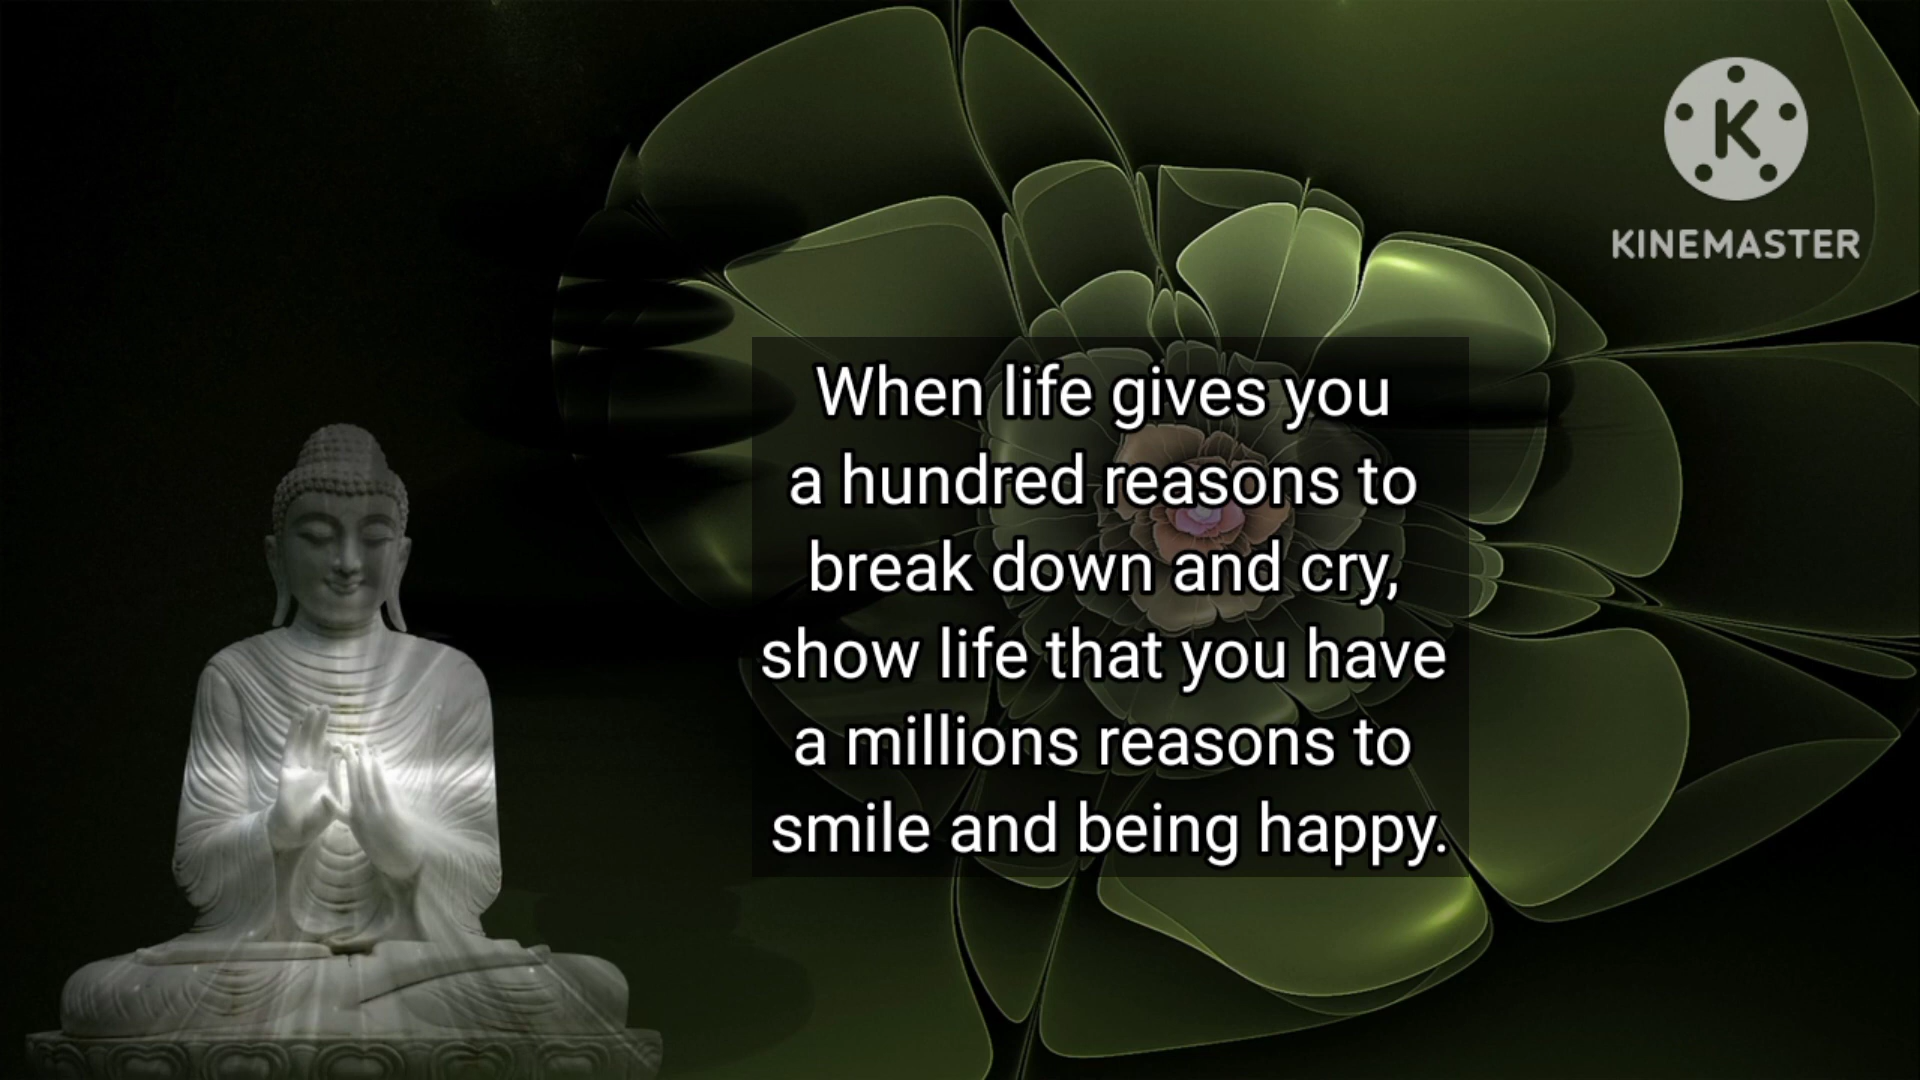 K
KINEMASTER
When life gives you
a hundred reasons to
break down and cry,
show life that you have
a millions reasons to
smile and being happy.